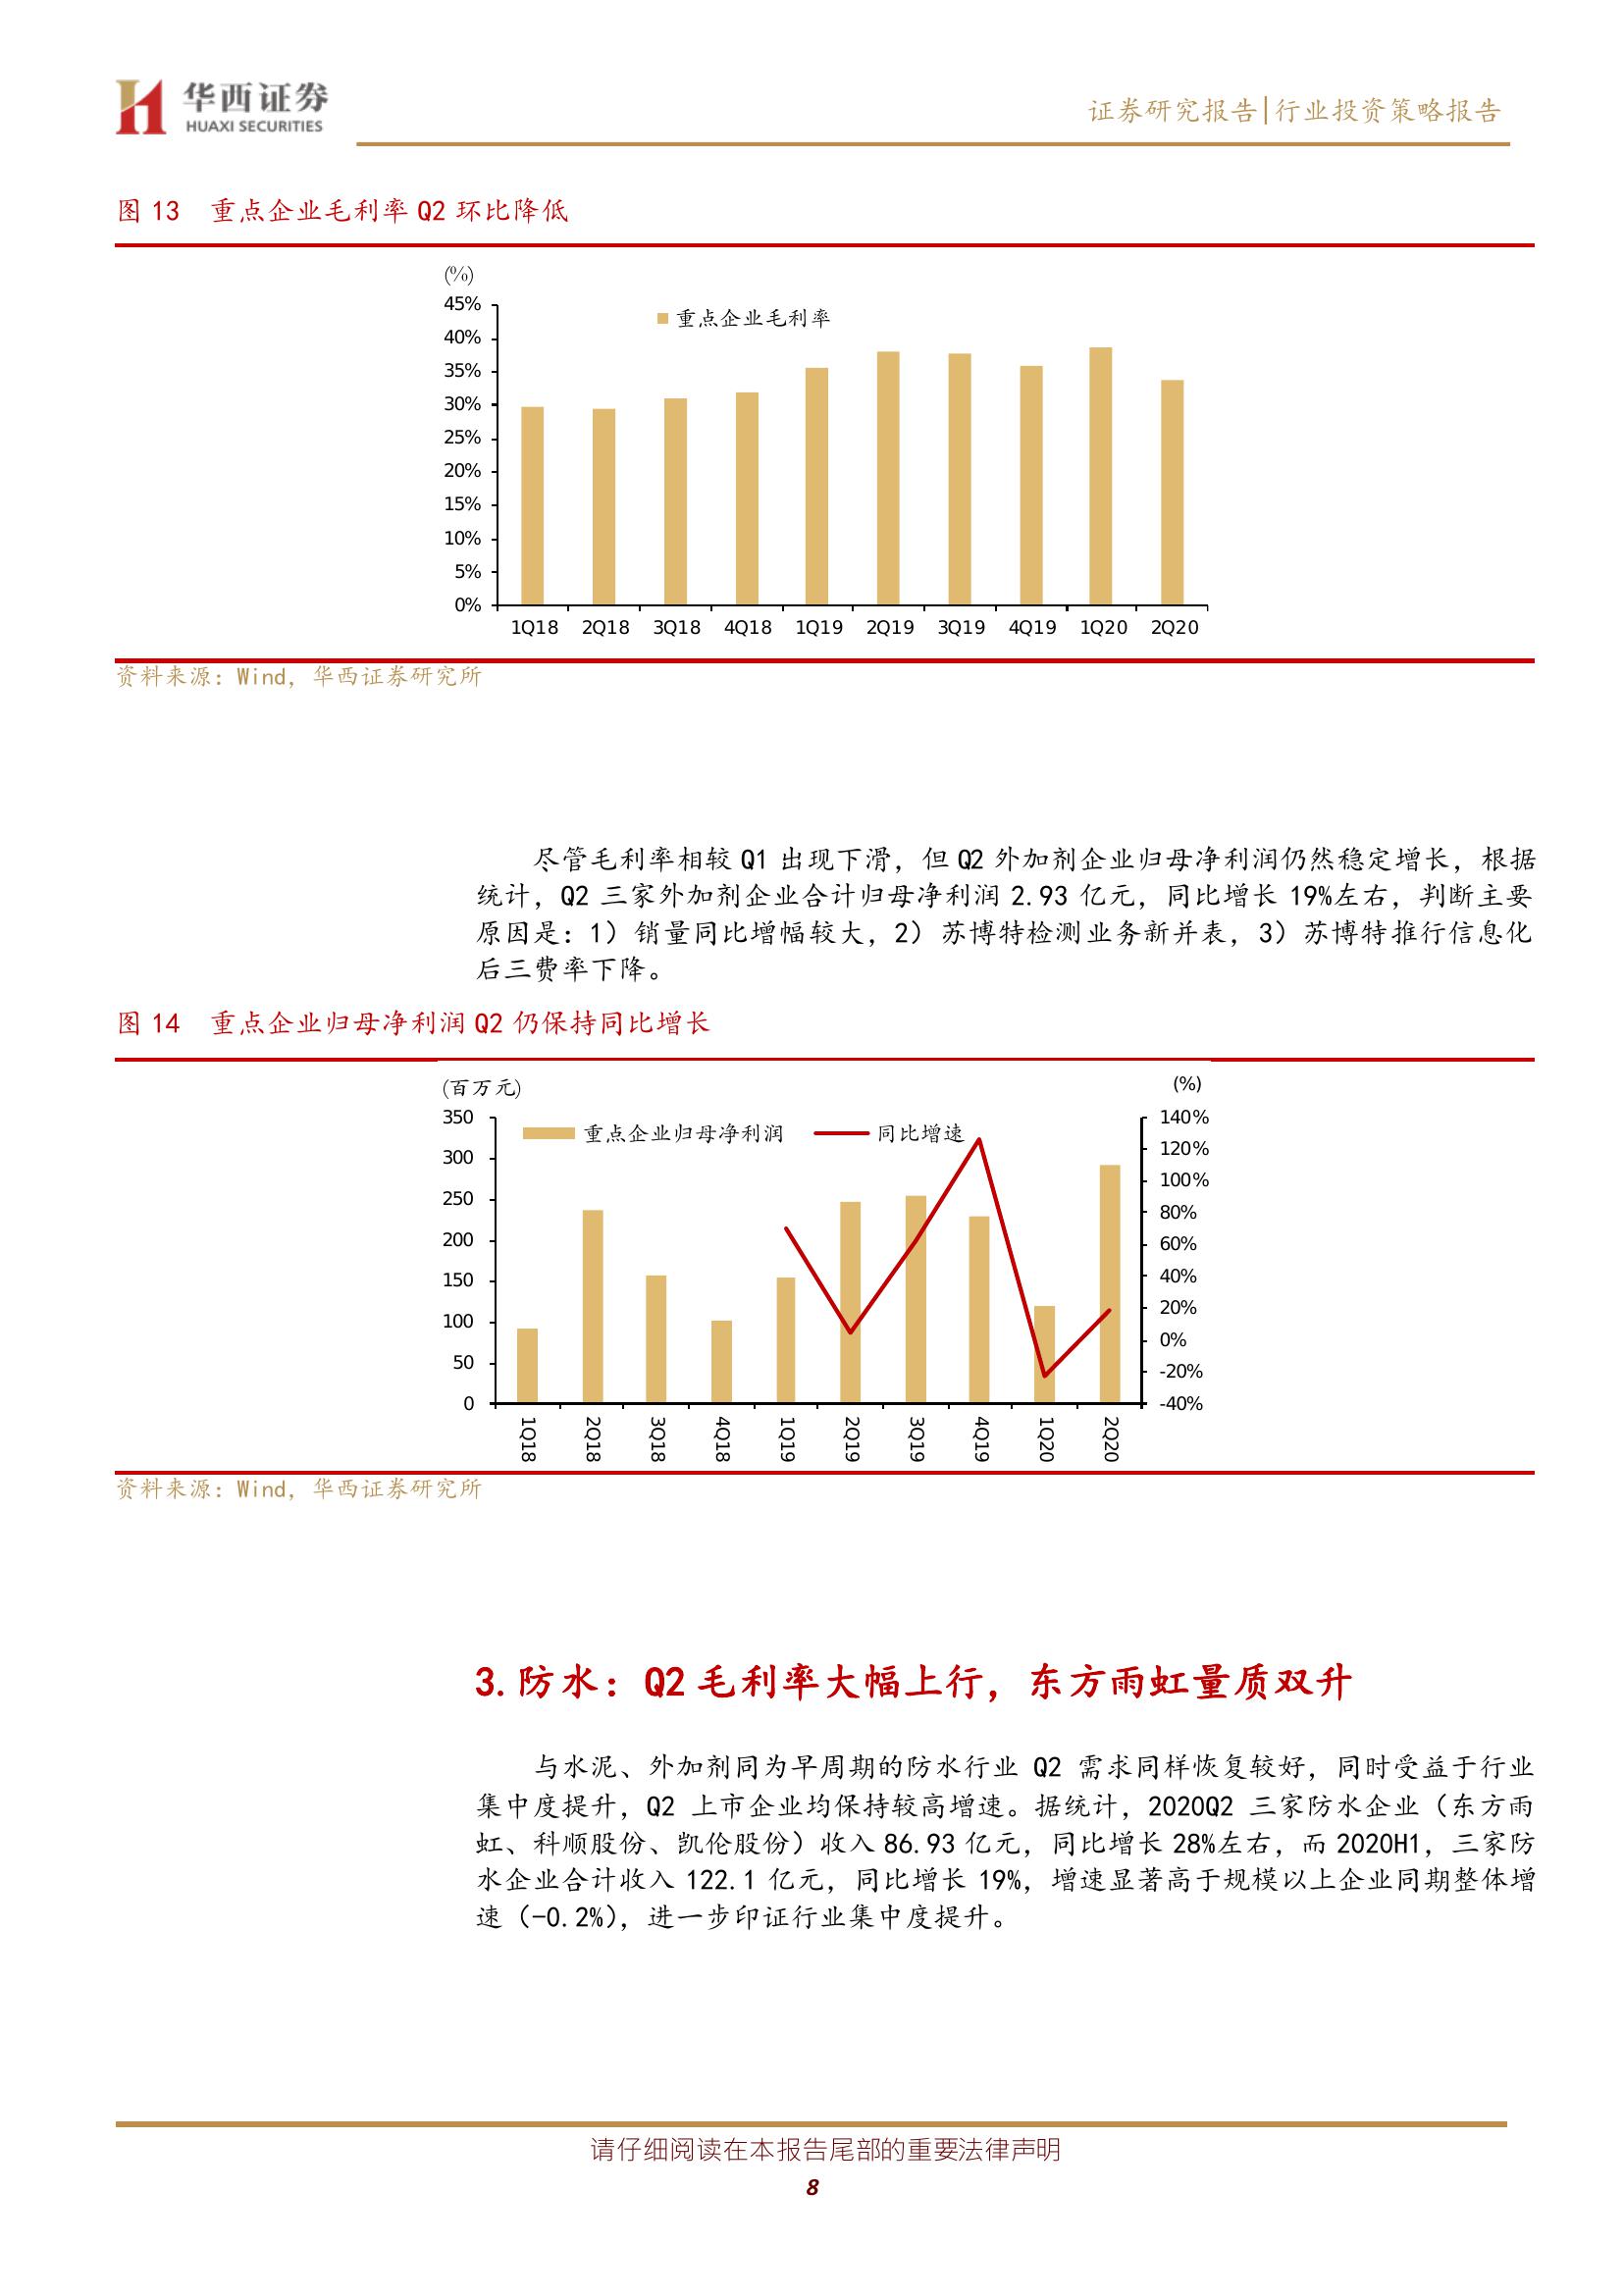 华西证券
HUAXI SECURITIES
证券研究报告|行业投资策略报告
图 13 重点企业毛利率 Q2 环比降低
(%)
重点企业毛利率
45%
40%
35%
30%
25%
20%
15%
10%
5%
0%
1Q18 2Q18 3Q18 4Q18 1Q19 2Q19 3Q19 4Q19 1Q20 2Q20
资料来源：Wind，华西证券研究所
尽管毛利率相较 Q1 出现下滑，但 Q2 外加剂企业归母净利润仍然稳定增长，根据
统计，Q2 三家外加剂企业合计归母净利润 2.93 亿元，同比增长 19%左右，判断主要
原因是：1）销量同比增幅较大，2）苏博特检测业务新并表，3）苏博特推行信息化
后三费率下降。
图 14 重点企业归母净利润 Q2 仍保持同比增长
(百万元)
(%)
重点企业归母净利润 同比增速
350
300
250
200
150
100
50
0
140%
120%
100%
80%
60%
40%
20%
0%
-20%
-40%
1Q18 2Q18 3Q18 4Q18 1Q19 2Q19 3Q19 4Q19 1Q20 2Q20
资料来源：Wind，华西证券研究所
3.防水：Q2 毛利率大幅上行，东方雨虹量质双升
与水泥、外加剂同为早周期的防水行业 Q2 需求同样恢复较好，同时受益于行业
集中度提升，Q2 上市企业均保持较高增速。据统计，2020Q2 三家防水企业（东方雨
虹、科顺股份、凯伦股份）收入 86.93 亿元，同比增长 28%左右，而 2020H1，三家防
水企业合计收入 122.1 亿元，同比增长 19%，增速显著高于规模以上企业同期整体增
速（-0.2%），进一步印证行业集中度提升。
请仔细阅读在本报告尾部的重要法律声明
8